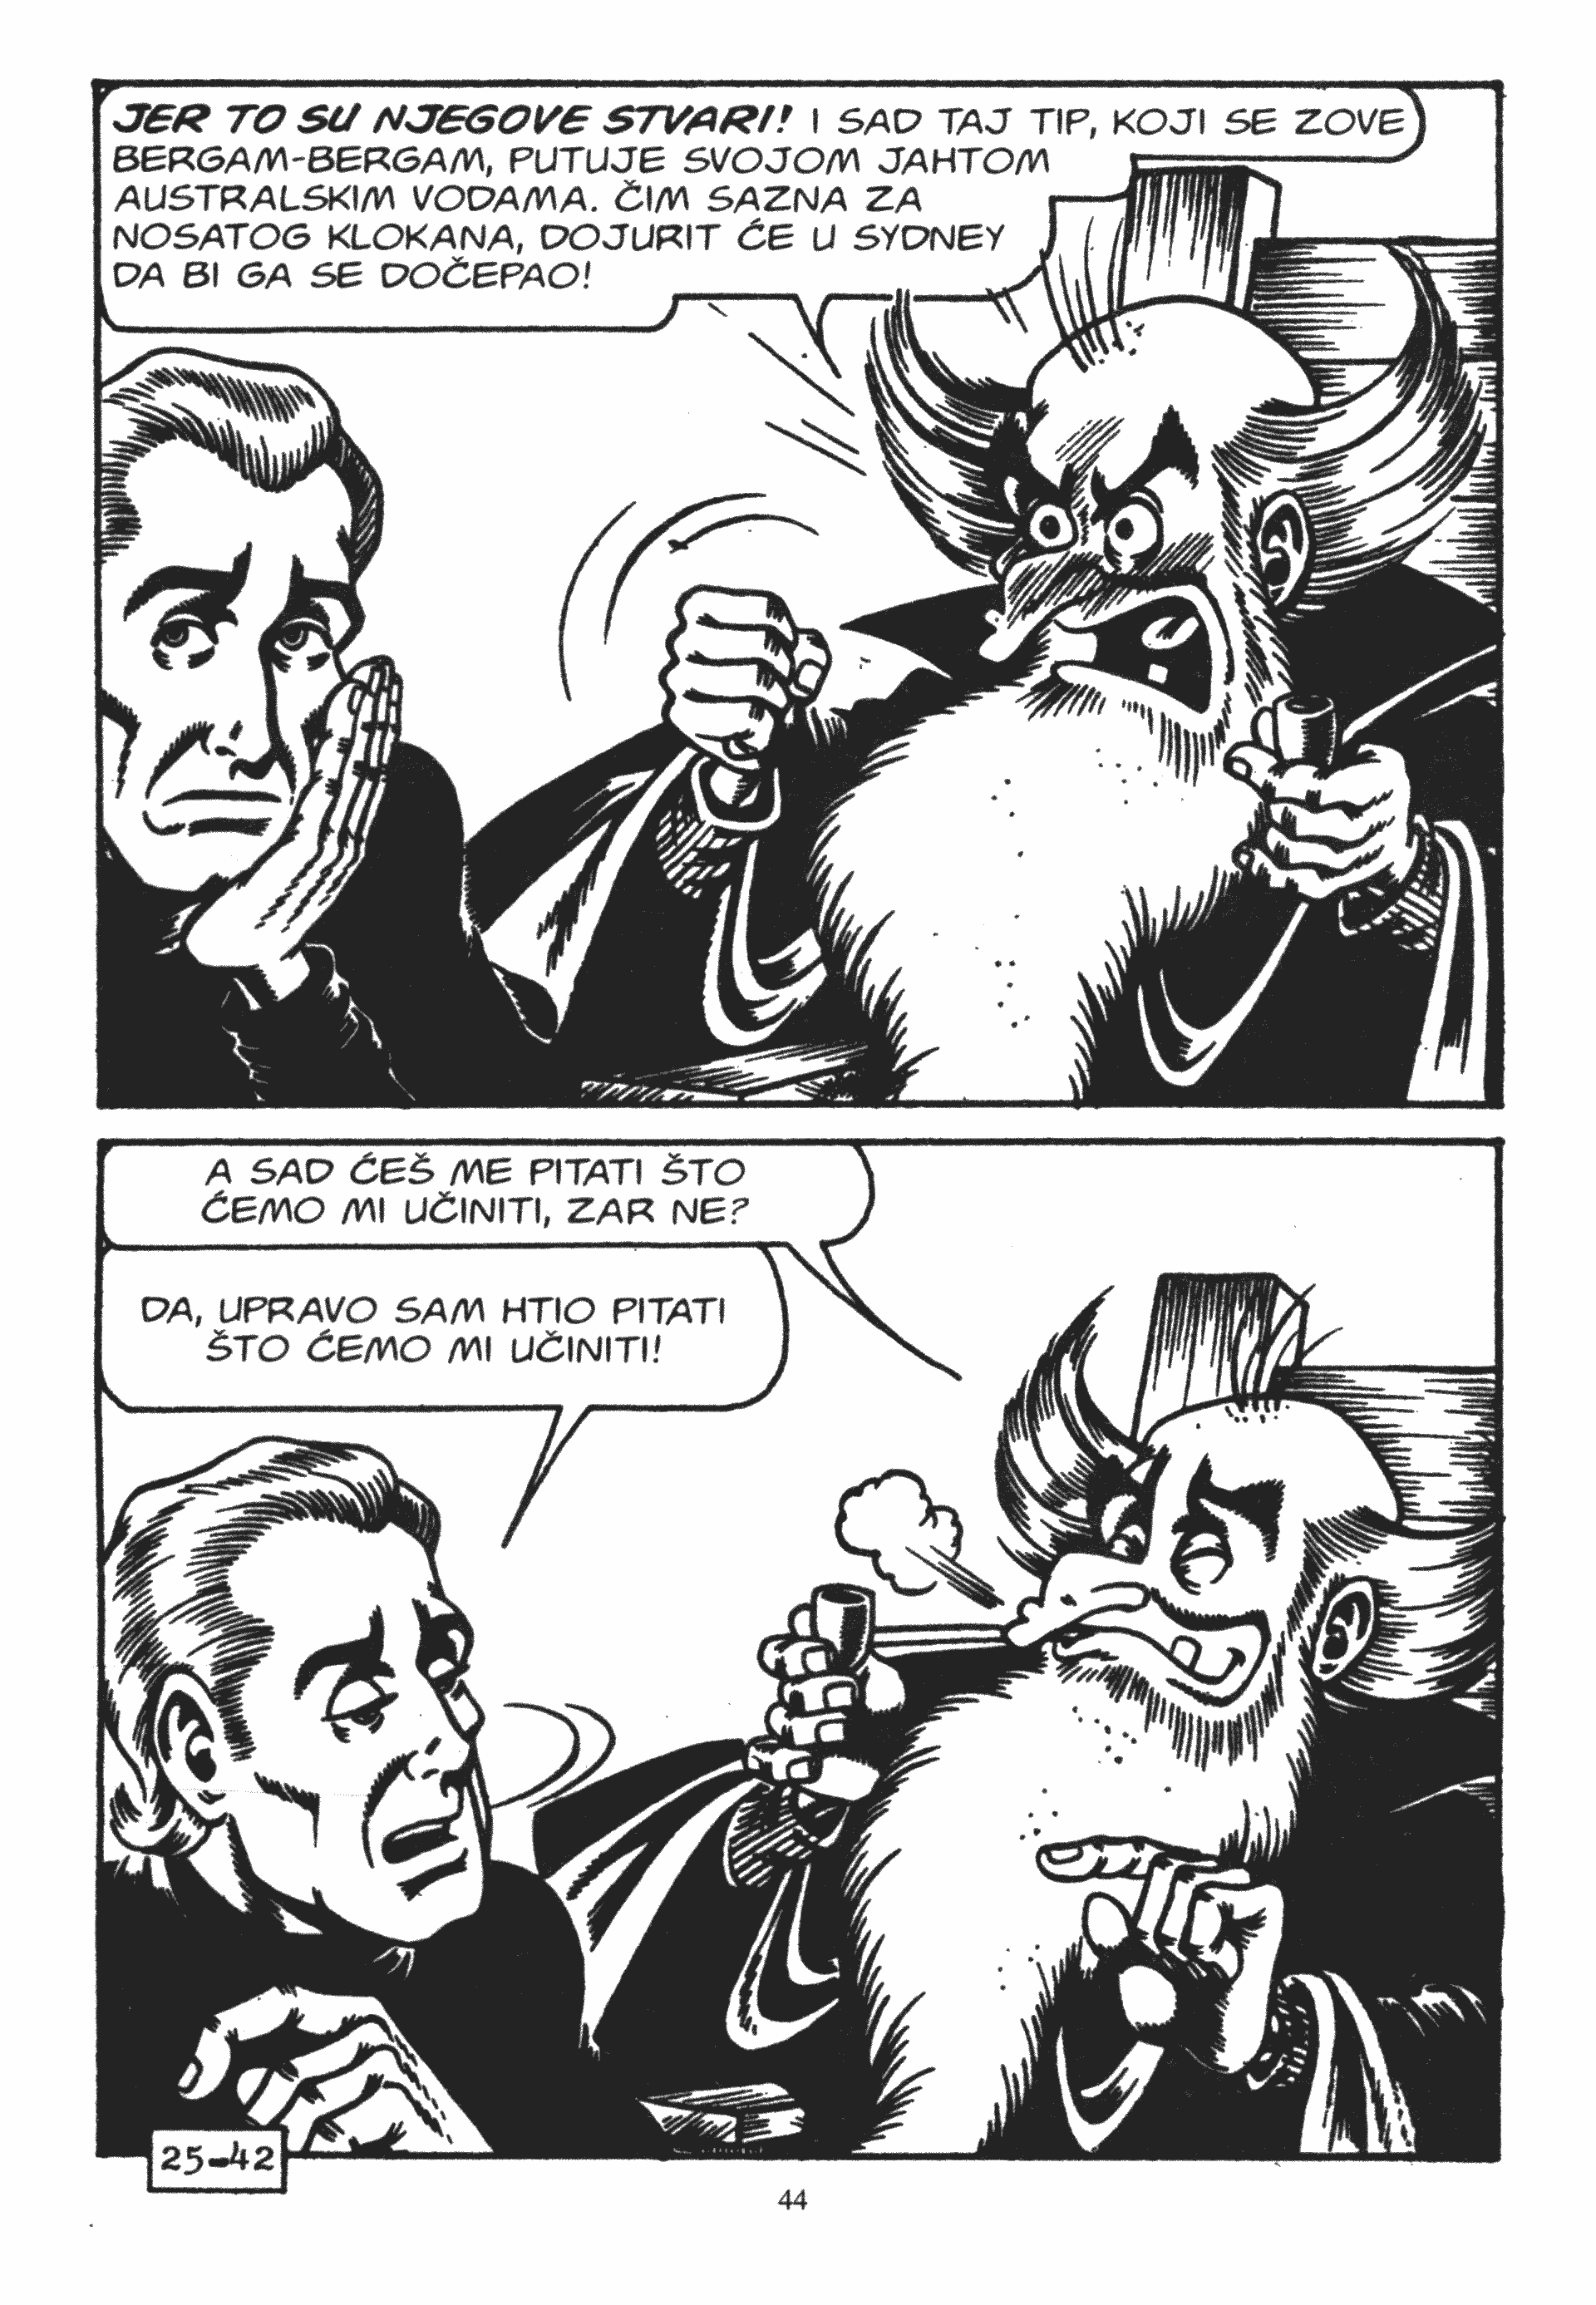 JER TO SU NJEGOVE STVARI! I SAD TAJ TIP, KOJI SE ZOVE
BERGAM-BERGAM, PUTUJE SVOJOM JAHTOM
AUSTRALSKIM VODAMA. ČIM SAZNA ZA
NOSATOG KLOKANA, DOJURIT ĆE U SYDNEY
DA BI GA SE DOČEPAO!
A SAD ĆEŠ ME PITATI ŠTO
ĆEMO MI UČINITI, ZAR NE?
DA, UPRAVO SAM HTIO PITATI
ŠTO ĆEMO MI UČINITI!
25-42
44